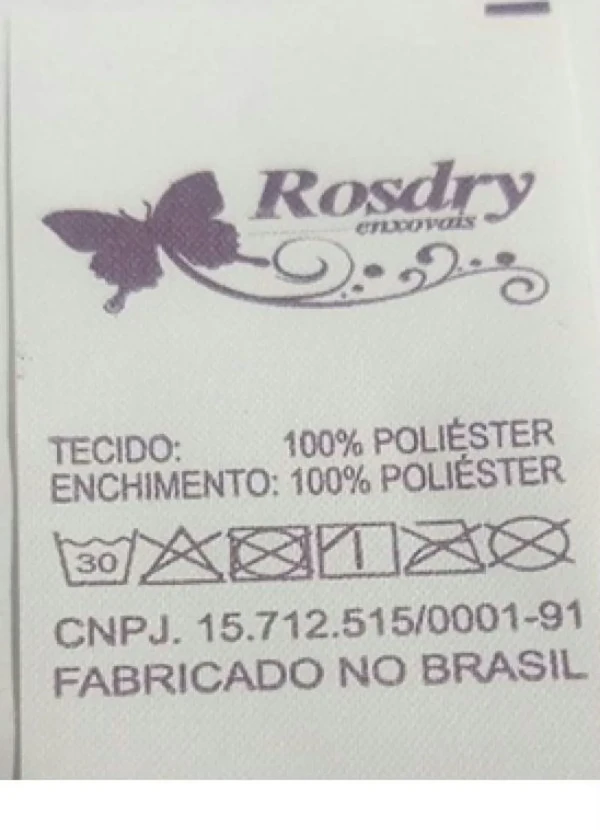 Rosdry
enxovais
TECIDO: 100% POLIÉSTER
ENCHIMENTO: 100% POLIÉSTER
30
CNPJ. 15.712.515/0001-91
FABRICADO NO BRASIL